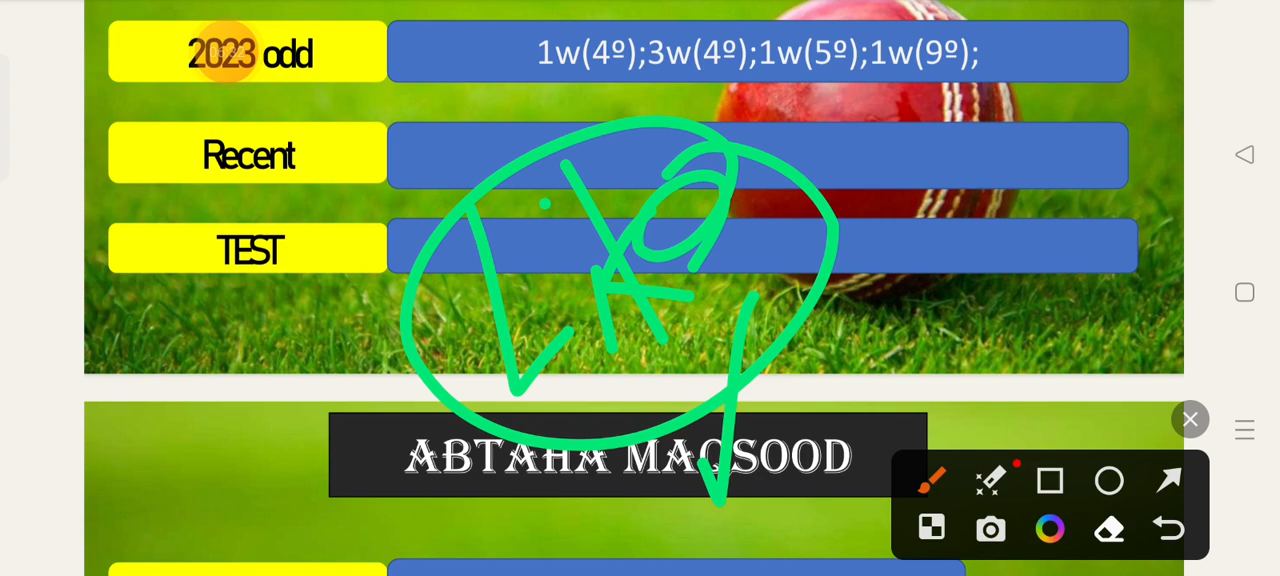 2023 odd
1w(4º);3w(4º);1w(5º);1w(9º);
Recent
TEST
ABTAHA MAQSOOD